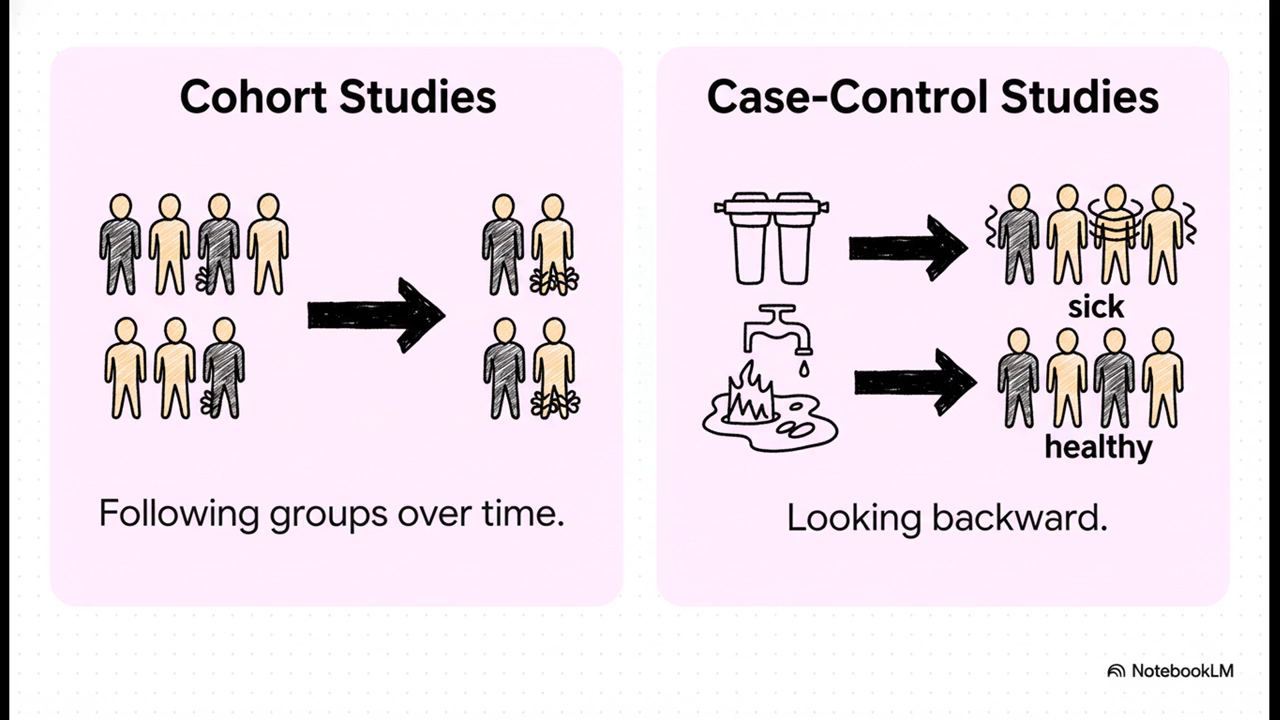 Cohort Studies
Following groups over time.
Case-Control Studies
sick
healthy
Looking backward.
NotebookLM